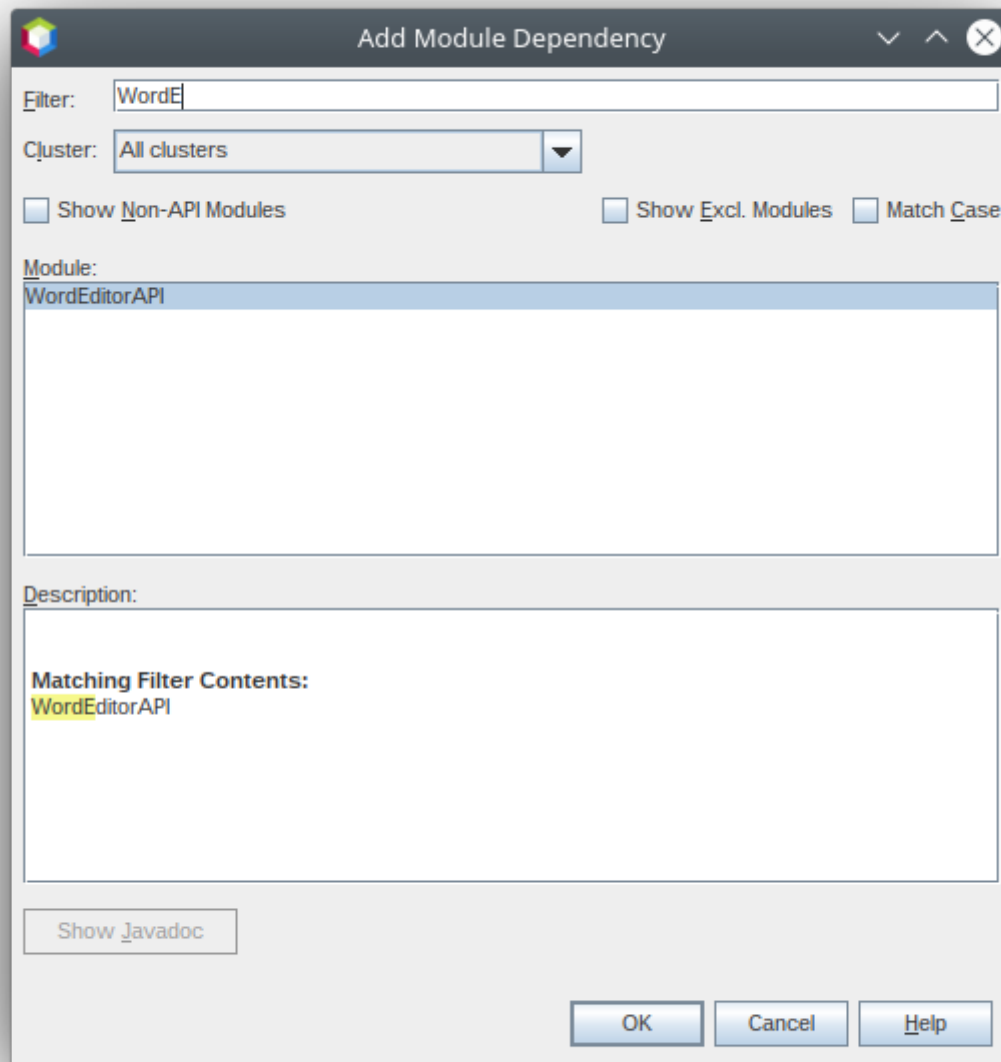 Add Module Dependency
Filter: WordE
Cluster: All clusters
Show Non-API Modules Show Excl. Modules Match Case
Module:
WordEditorAPI
Description:
Matching Filter Contents:
WordEditorAPI
Show Javadoc
OK Cancel Help